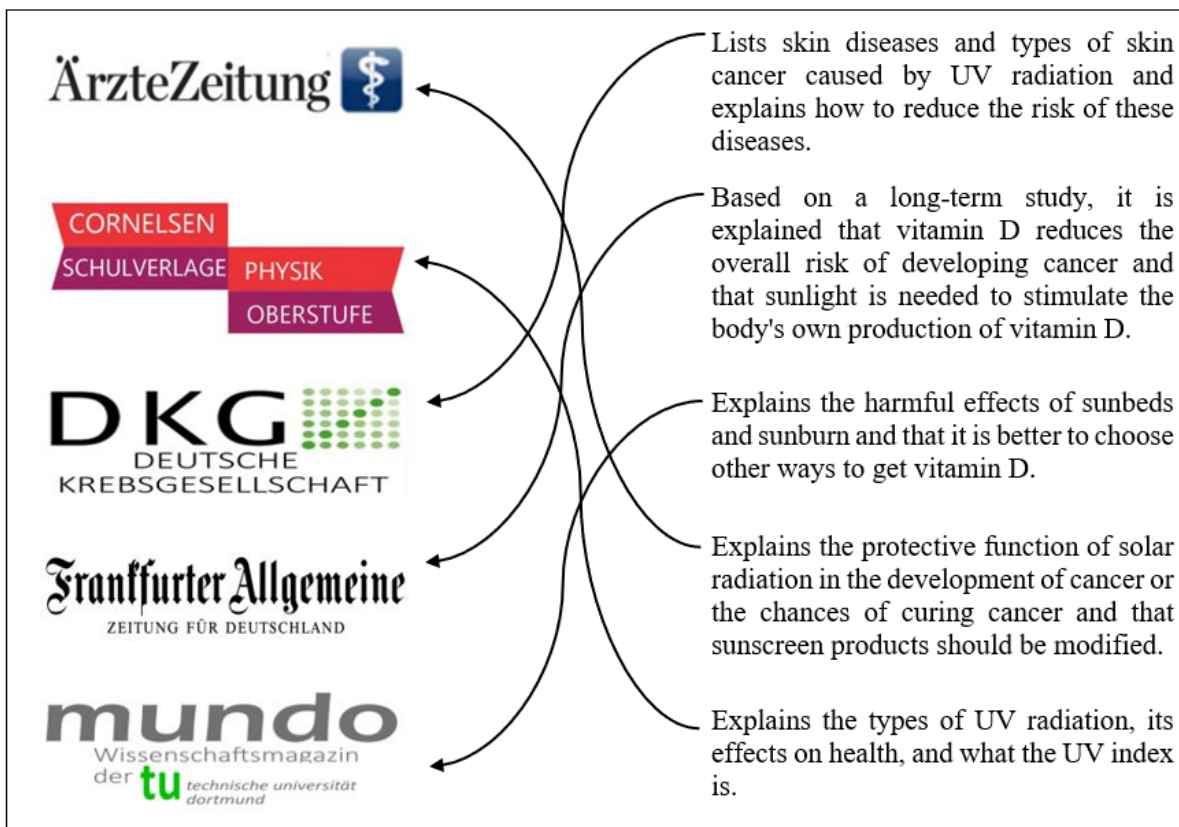 ÄrzteZeitung
CORNELSEN
SCHULVERLAGE
PHYSIK
OBERSTUFE
DKG
DEUTSCHE
KREBSGESELLSCHAFT
Frankfurter Allgemeine
ZEITUNG FÜR DEUTSCHLAND
mundo
Wissenschaftsmagazin
der tu technische universität
dortmund
Lists skin diseases and types of skin
cancer caused by UV radiation and
explains how to reduce the risk of these
diseases.
Based on a long-term study, it is
explained that vitamin D reduces the
overall risk of developing cancer and
that sunlight is needed to stimulate the
body's own production of vitamin D.
Explains the harmful effects of sunbeds
and sunburn and that it is better to choose
other ways to get vitamin D.
Explains the protective function of solar
radiation in the development of cancer or
the chances of curing cancer and that
sunscreen products should be modified.
Explains the types of UV radiation, its
effects on health, and what the UV index
is.